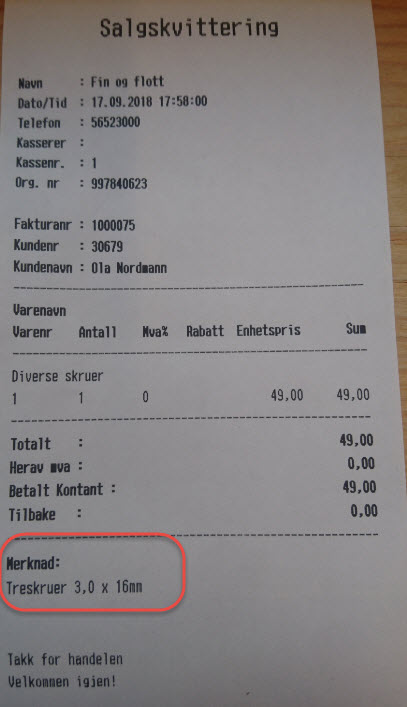 Salgskvittering
Navn : Fin og flott
Dato/Tid : 17.09.2018 17:58:00
Telefon : 56523000
Kasserer :
Kassenr. : 1
Org. nr : 997840623
Fakturanr : 1000075
Kundenr : 30679
Kundenavn : Ola Nordmann
Varenavn
Varenr Antall Mva% Rabatt Enhetspris Sum
Diverse skruer
1 1 0 49,00 49,00
Totalt : 49,00
Herav mva : 0,00
Betalt Kontant : 49,00
Tilbake : 0,00
Merknad:
Treskruer 3,0 x 16mm
Takk for handelen
Velkommen igjen!